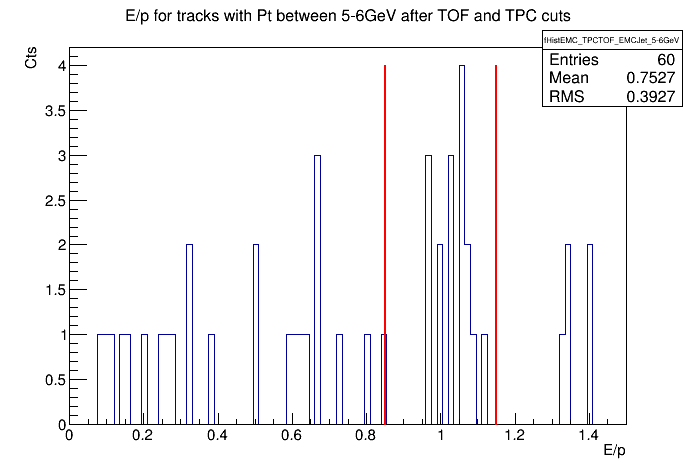 E/p for tracks with Pt between 5-6GeV after TOF and TPC cuts
fHistEMC_TPCTOF_EMCJet_5-6GeV
Entries 60
Mean 0.7527
RMS 0.3927
Cts
4
3.5
3
2.5
2
1.5
1
0.5
0
0 0.2 0.4 0.6 0.8 1 1.2 1.4
E/p